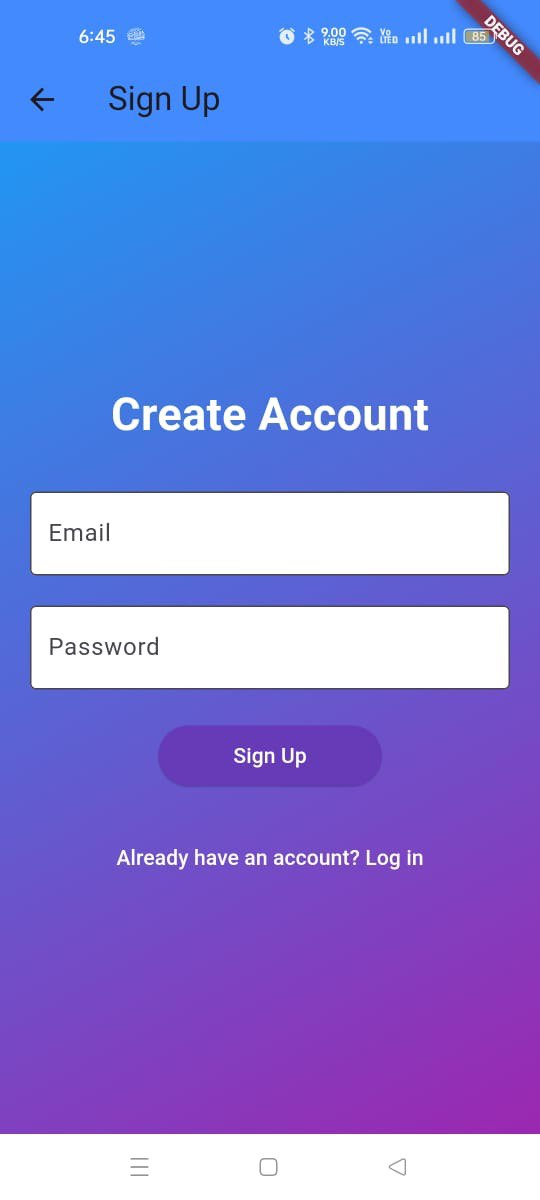 6:45 9.00 KB/S Vo LTED 85
DEBUG
Sign Up
Create Account
Email
Password
Sign Up
Already have an account? Log in